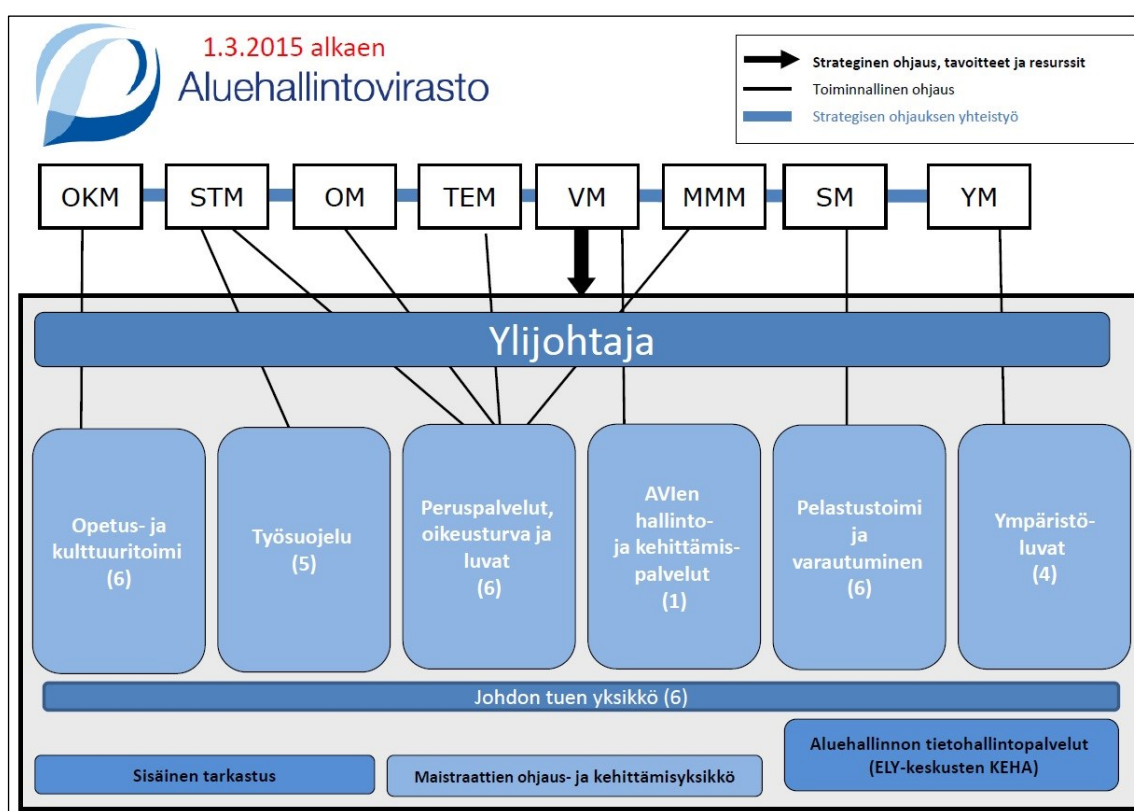 1.3.2015 alkaen
Aluehallintovirasto
Strateginen ohjaus, tavoitteet ja resurssit
Toiminnallinen ohjaus
Strategisen ohjauksen yhteistyö
OKM
STM
OM
TEM
VM
MMM
SM
YM
Ylijohtaja
Opetus- ja
kulttuuritoimi
(6)
Työsuojelu
(5)
Peruspalvelut,
oikeusturva ja
luvat
(6)
AVIen
hallinto-
ja kehittämis-
palvelut
(1)
Pelastustoimi
ja
varautuminen
(6)
Ympäristö-
luvat
(4)
Johdon tuen yksikkö (6)
Sisäinen tarkastus
Maistraattien ohjaus- ja kehittämisyksikkö
Aluehallinnon tietohallintopalvelut
(ELY-keskusten KEHA)